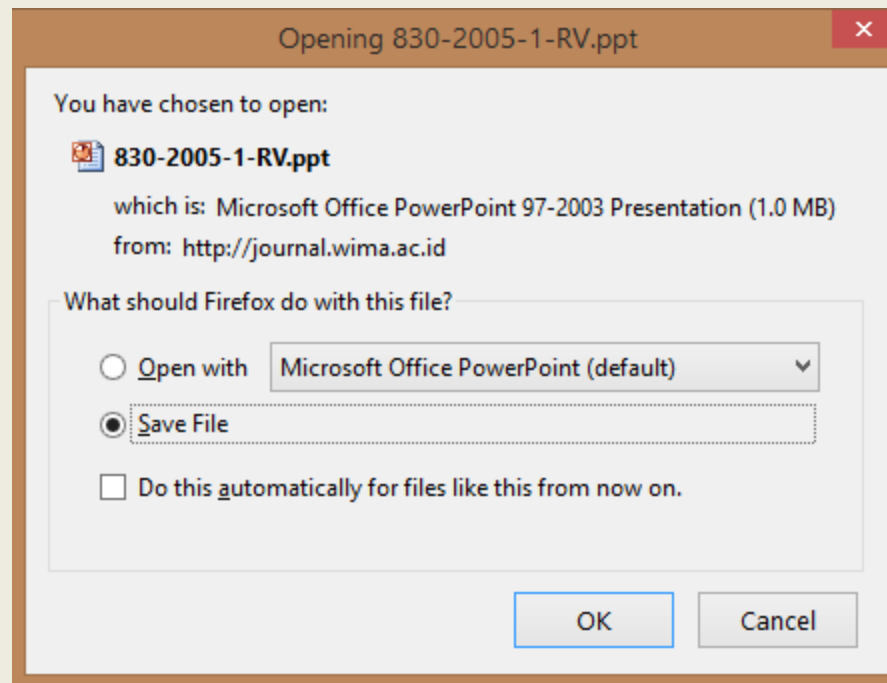 Opening 830-2005-1-RV.ppt
You have chosen to open:
830-2005-1-RV.ppt
which is: Microsoft Office PowerPoint 97-2003 Presentation (1.0 MB)
from: http://journal.wima.ac.id
What should Firefox do with this file?
Open with Microsoft Office PowerPoint (default)
Save File
Do this automatically for files like this from now on.
OK Cancel